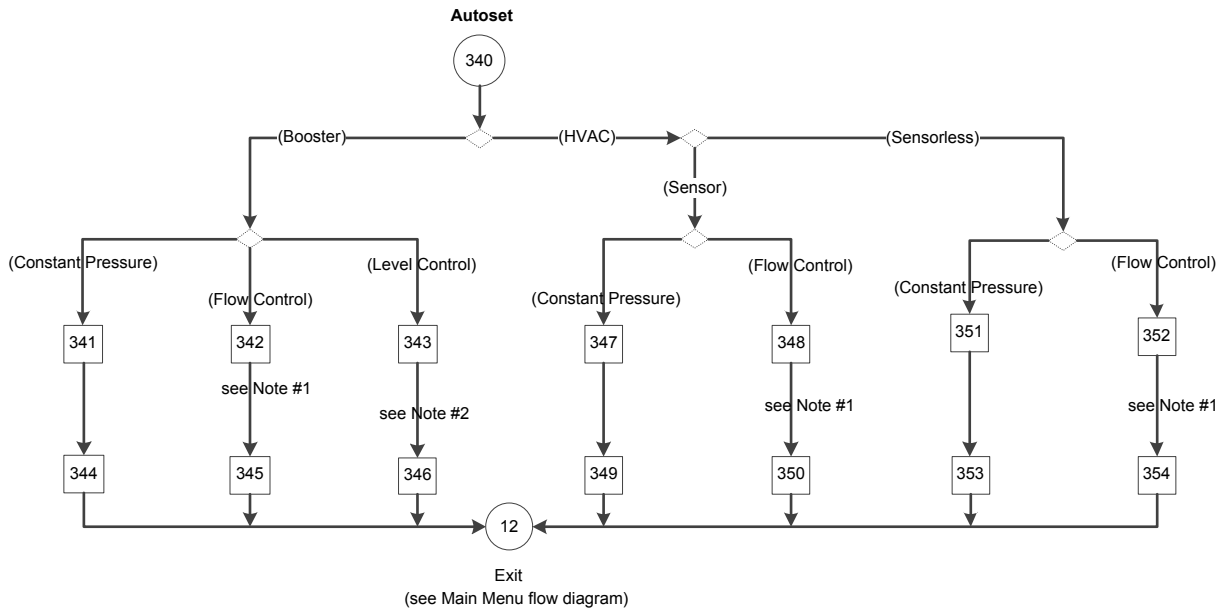 Autoset
340
(Booster)
(HVAC)
(Sensorless)
(Sensor)
(Constant Pressure)
(Flow Control)
(Level Control)
(Constant Pressure)
(Flow Control)
(Constant Pressure)
(Flow Control)
341
342
343
347
348
351
352
see Note #1
see Note #2
see Note #1
see Note #1
344
345
346
349
350
353
354
12
Exit
(see Main Menu flow diagram)